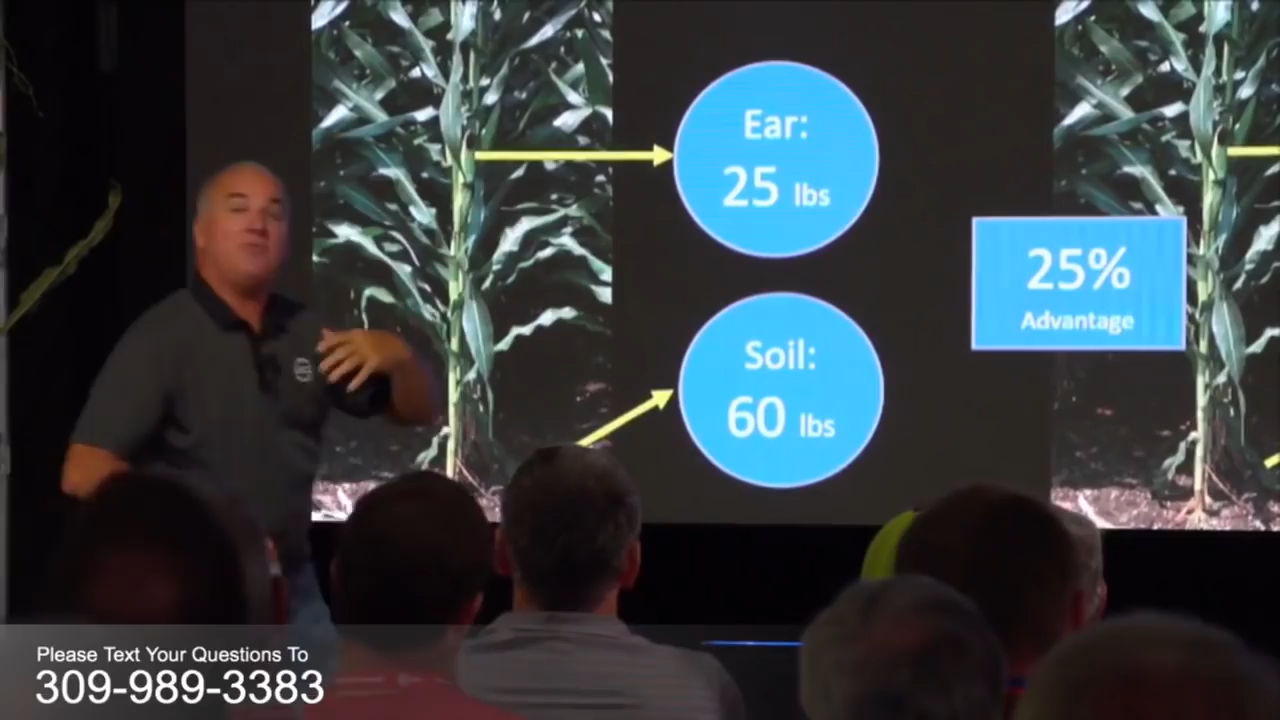 Ear:
25 lbs
25%
Advantage
Soil:
60 lbs
Please Text Your Questions To
309-989-3383